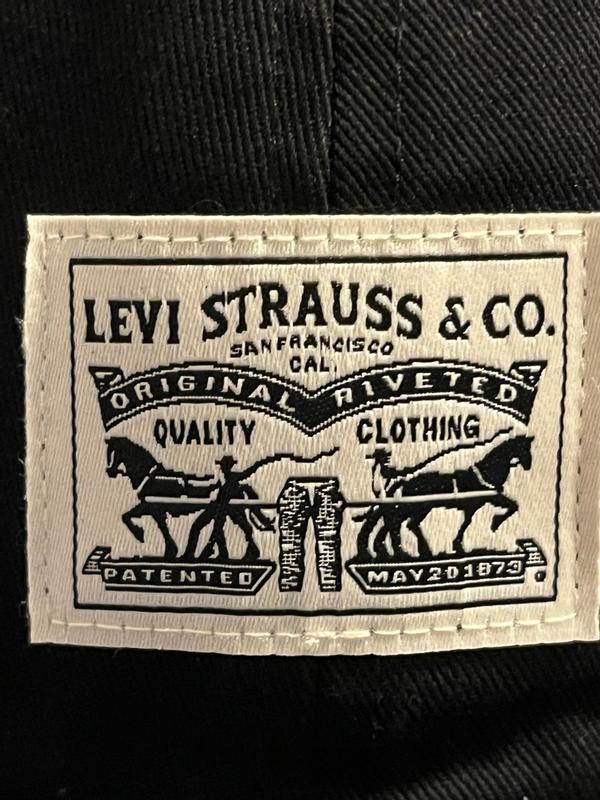 LEVI STRAUSS & CO.
SAN FRANCISCO
CAL.
ORIGINAL RIVETED
QUALITY CLOTHING
PATENTED MAY 20 1873